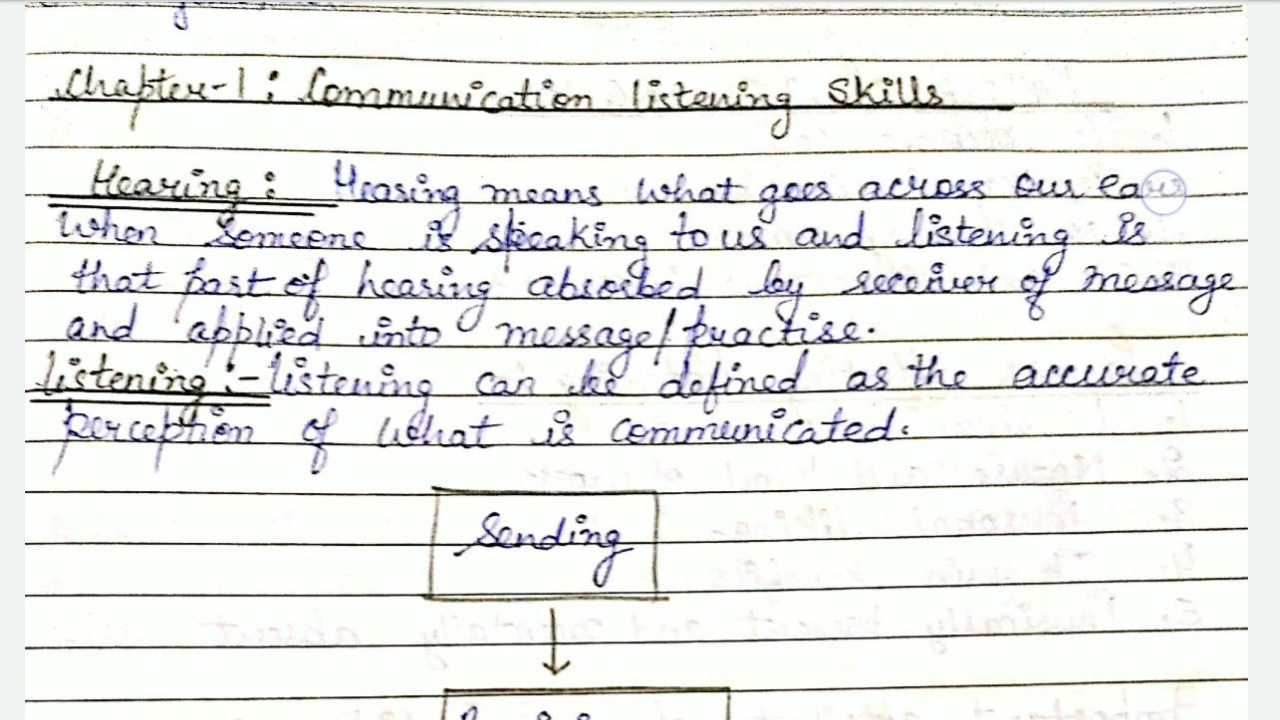 Chapter-1: Communication listening Skills
Hearing: Hearing means what goes across our ears
When Someone is speaking to us and listening is
that part of hearing absorbed by receiver of message
and applied into message/practise.
listening:- listening can be defined as the accurate
perception of what is communicated.
Sending